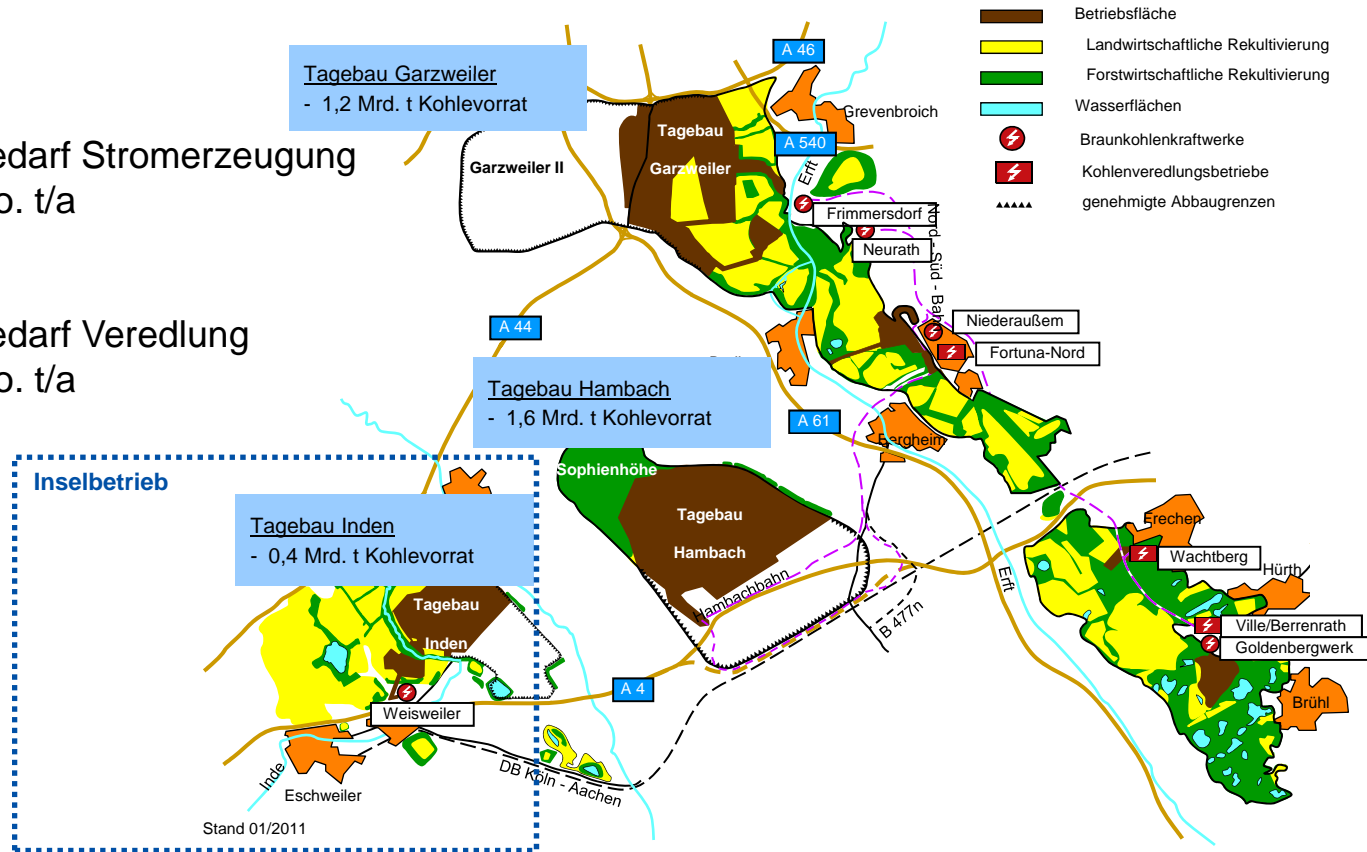 Betriebsfläche
Landwirtschaftliche Rekultivierung
Forstwirtschaftliche Rekultivierung
Wasserflächen
Braunkohlenkraftwerke
Kohlenveredlungsbetriebe
genehmigte Abbaugrenzen
A 46
Tagebau Garzweiler
- 1,2 Mrd. t Kohlevorrat
Grevenbroich
Tagebau
Garzweiler
A 540
edarf Stromerzeugung
o. t/a
Garzweiler II
Erft
Frimmersdorf
Neurath
Nord - Süd - Bahn
Niederaußem
Fortuna-Nord
A 44
edarf Veredlung
o. t/a
Tagebau Hambach
- 1,6 Mrd. t Kohlevorrat
A 61
Bergheim
Inselbetrieb
Sophienhöhe
Tagebau
Hambach
Tagebau Inden
- 0,4 Mrd. t Kohlevorrat
Frechen
Wachtberg
Hürth
Hambachbahn
Erft
B 477n
Tagebau
Inden
Ville/Berrenrath
Goldenbergwerk
A 4
Brühl
Weisweiler
DB Köln - Aachen
Inde
Eschweiler
Stand 01/2011